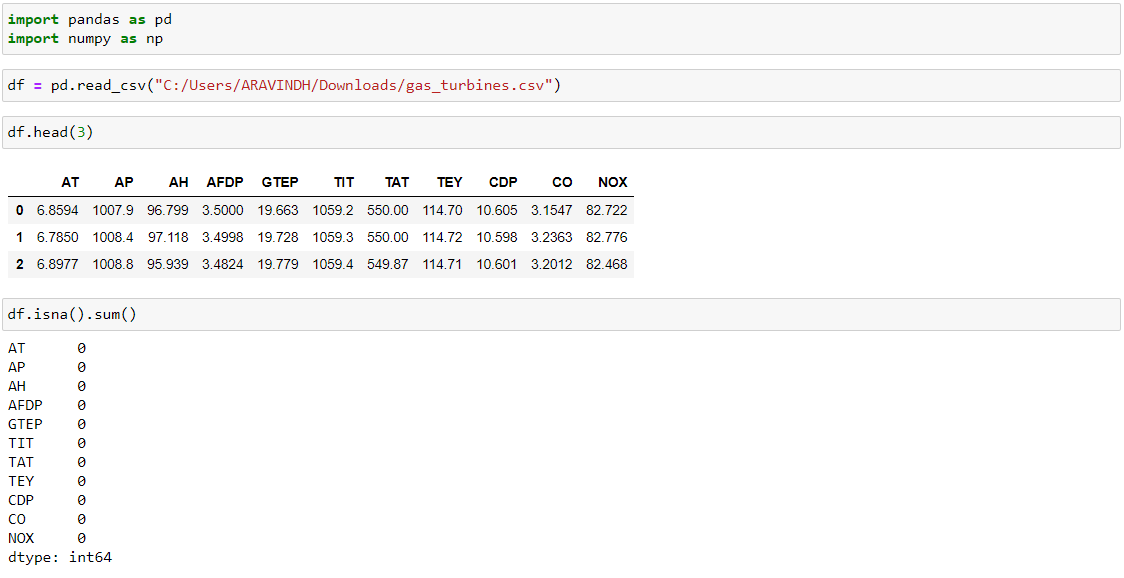 import pandas as pd
import numpy as np
df = pd.read_csv("C:/Users/ARAVINDH/Downloads/gas_turbines.csv")
df.head(3)
AT AP AH AFDP GTEP TIT TAT TEY CDP CO NOX
0 6.8594 1007.9 96.799 3.5000 19.663 1059.2 550.00 114.70 10.605 3.1547 82.722
1 6.7850 1008.4 97.118 3.4998 19.728 1059.3 550.00 114.72 10.598 3.2363 82.776
2 6.8977 1008.8 95.939 3.4824 19.779 1059.4 549.87 114.71 10.601 3.2012 82.468
df.isna().sum()
AT 0
AP 0
AH 0
AFDP 0
GTEP 0
TIT 0
TAT 0
TEY 0
CDP 0
CO 0
NOX 0
dtype: int64